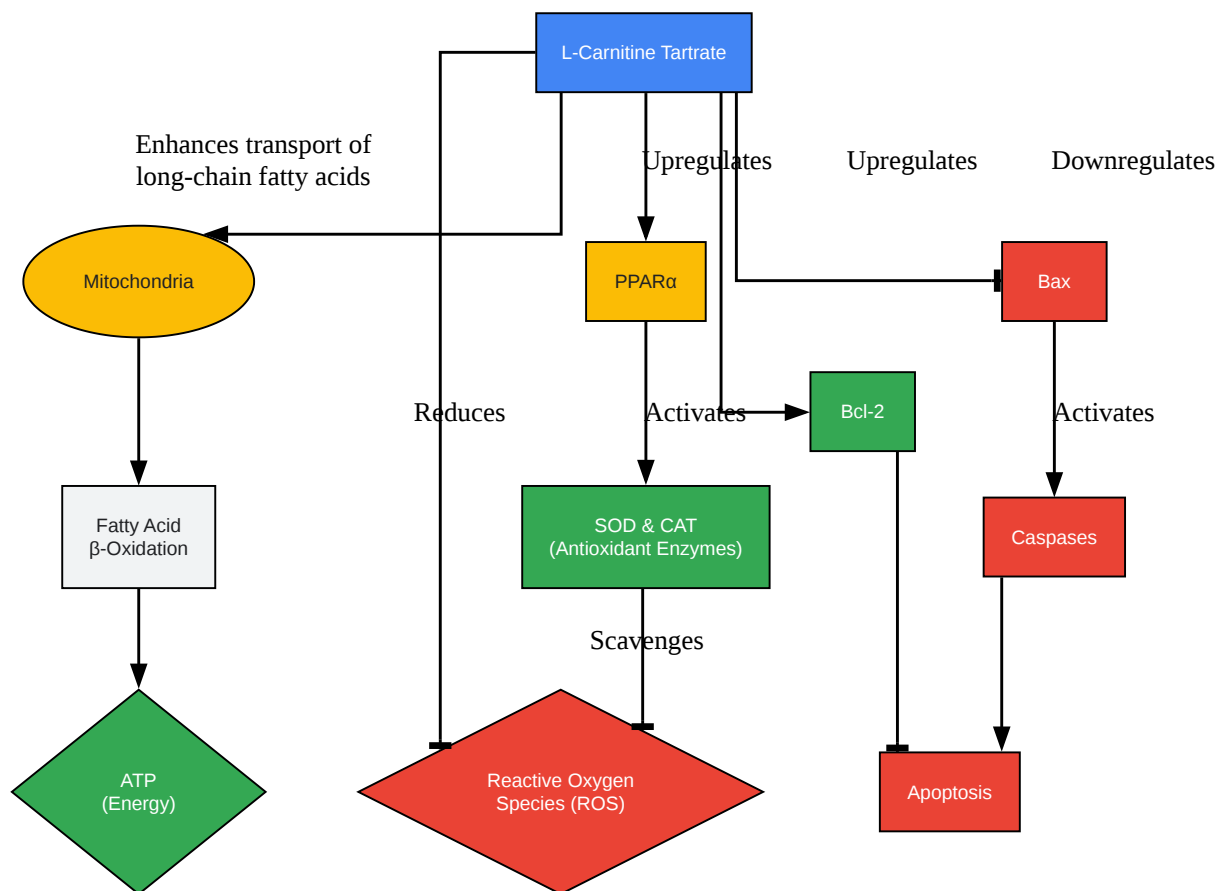 L-Carnitine Tartrate
Enhances transport of
long-chain fatty acids
Upregulates
Upregulates
Downregulates
Mitochondria
PPARα
Bax
Reduces
Activates
Bcl-2
Activates
Fatty Acid
β-Oxidation
SOD & CAT
(Antioxidant Enzymes)
Caspases
Scavenges
ATP
(Energy)
Reactive Oxygen
Species (ROS)
Apoptosis